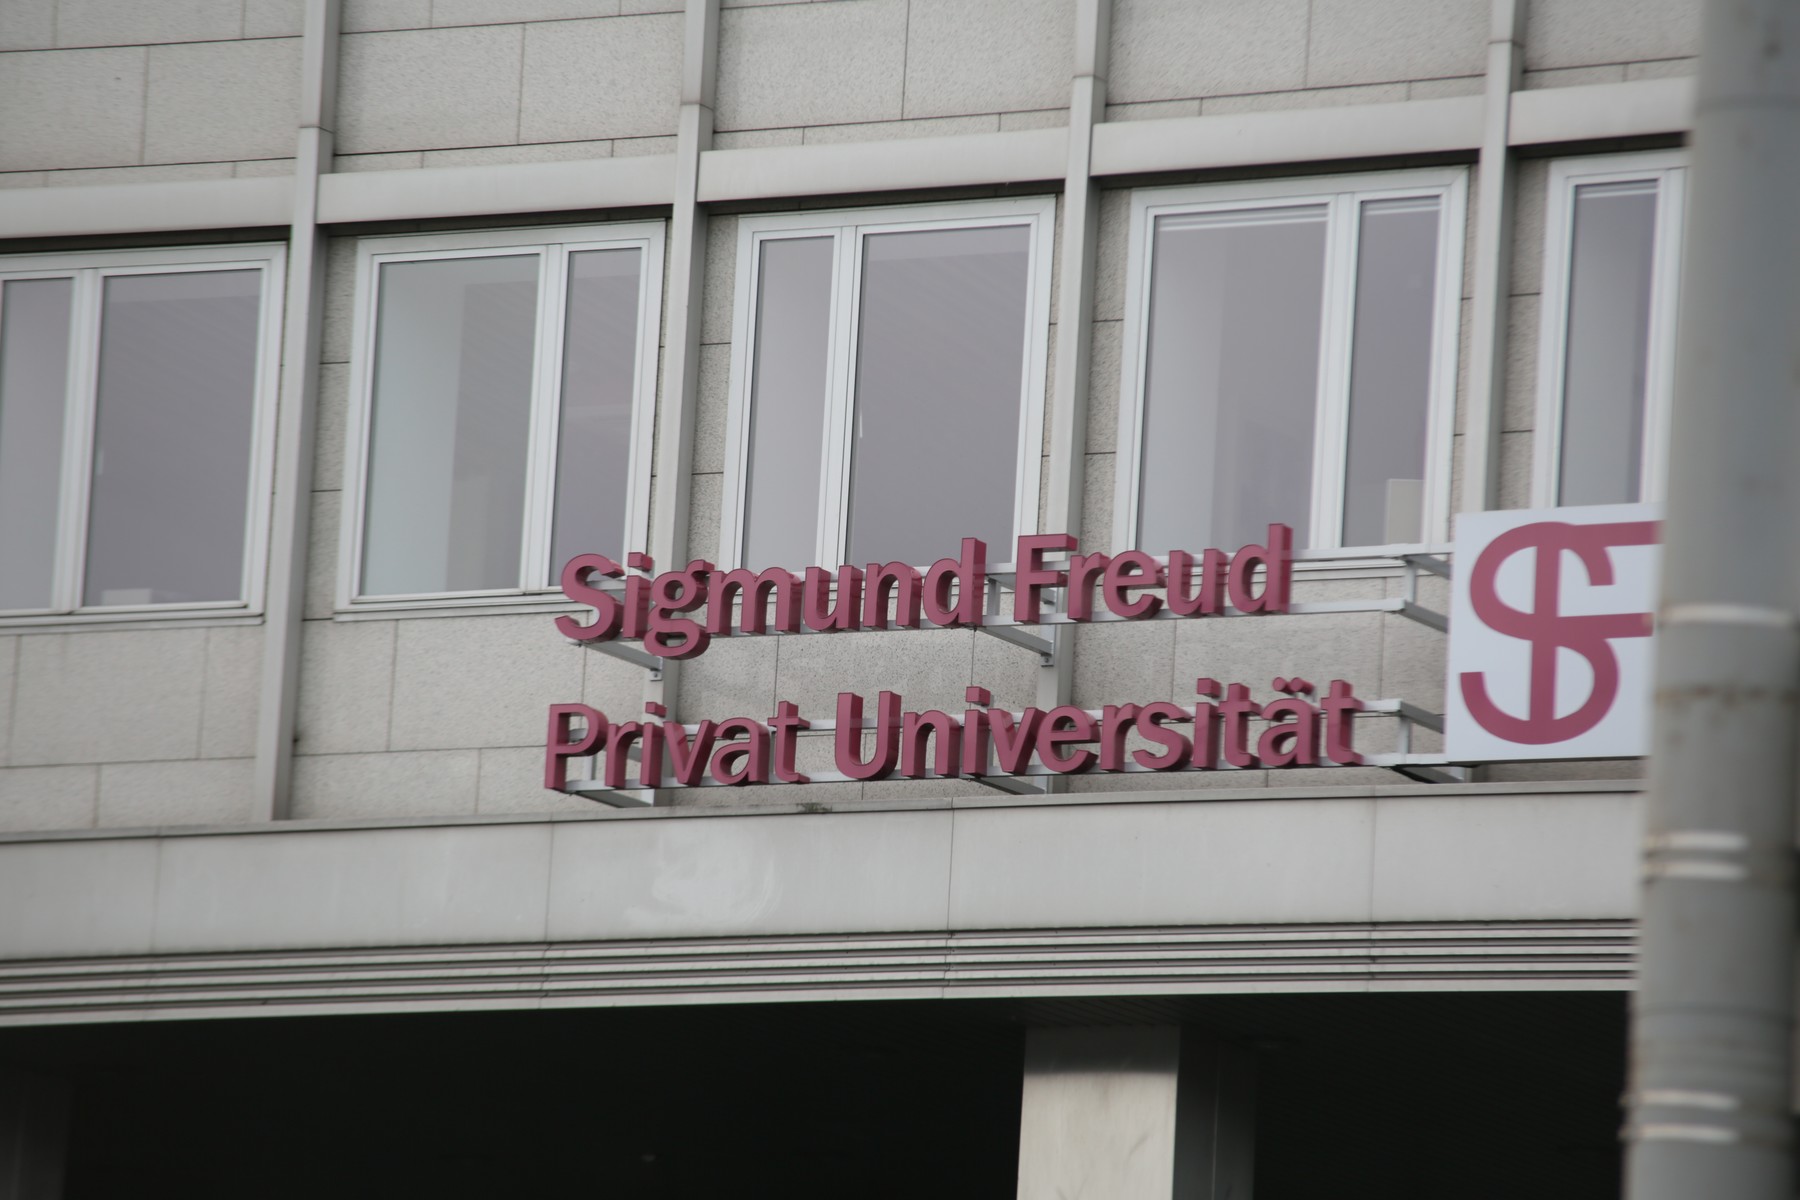 Sigmund Freud
Privat Universität